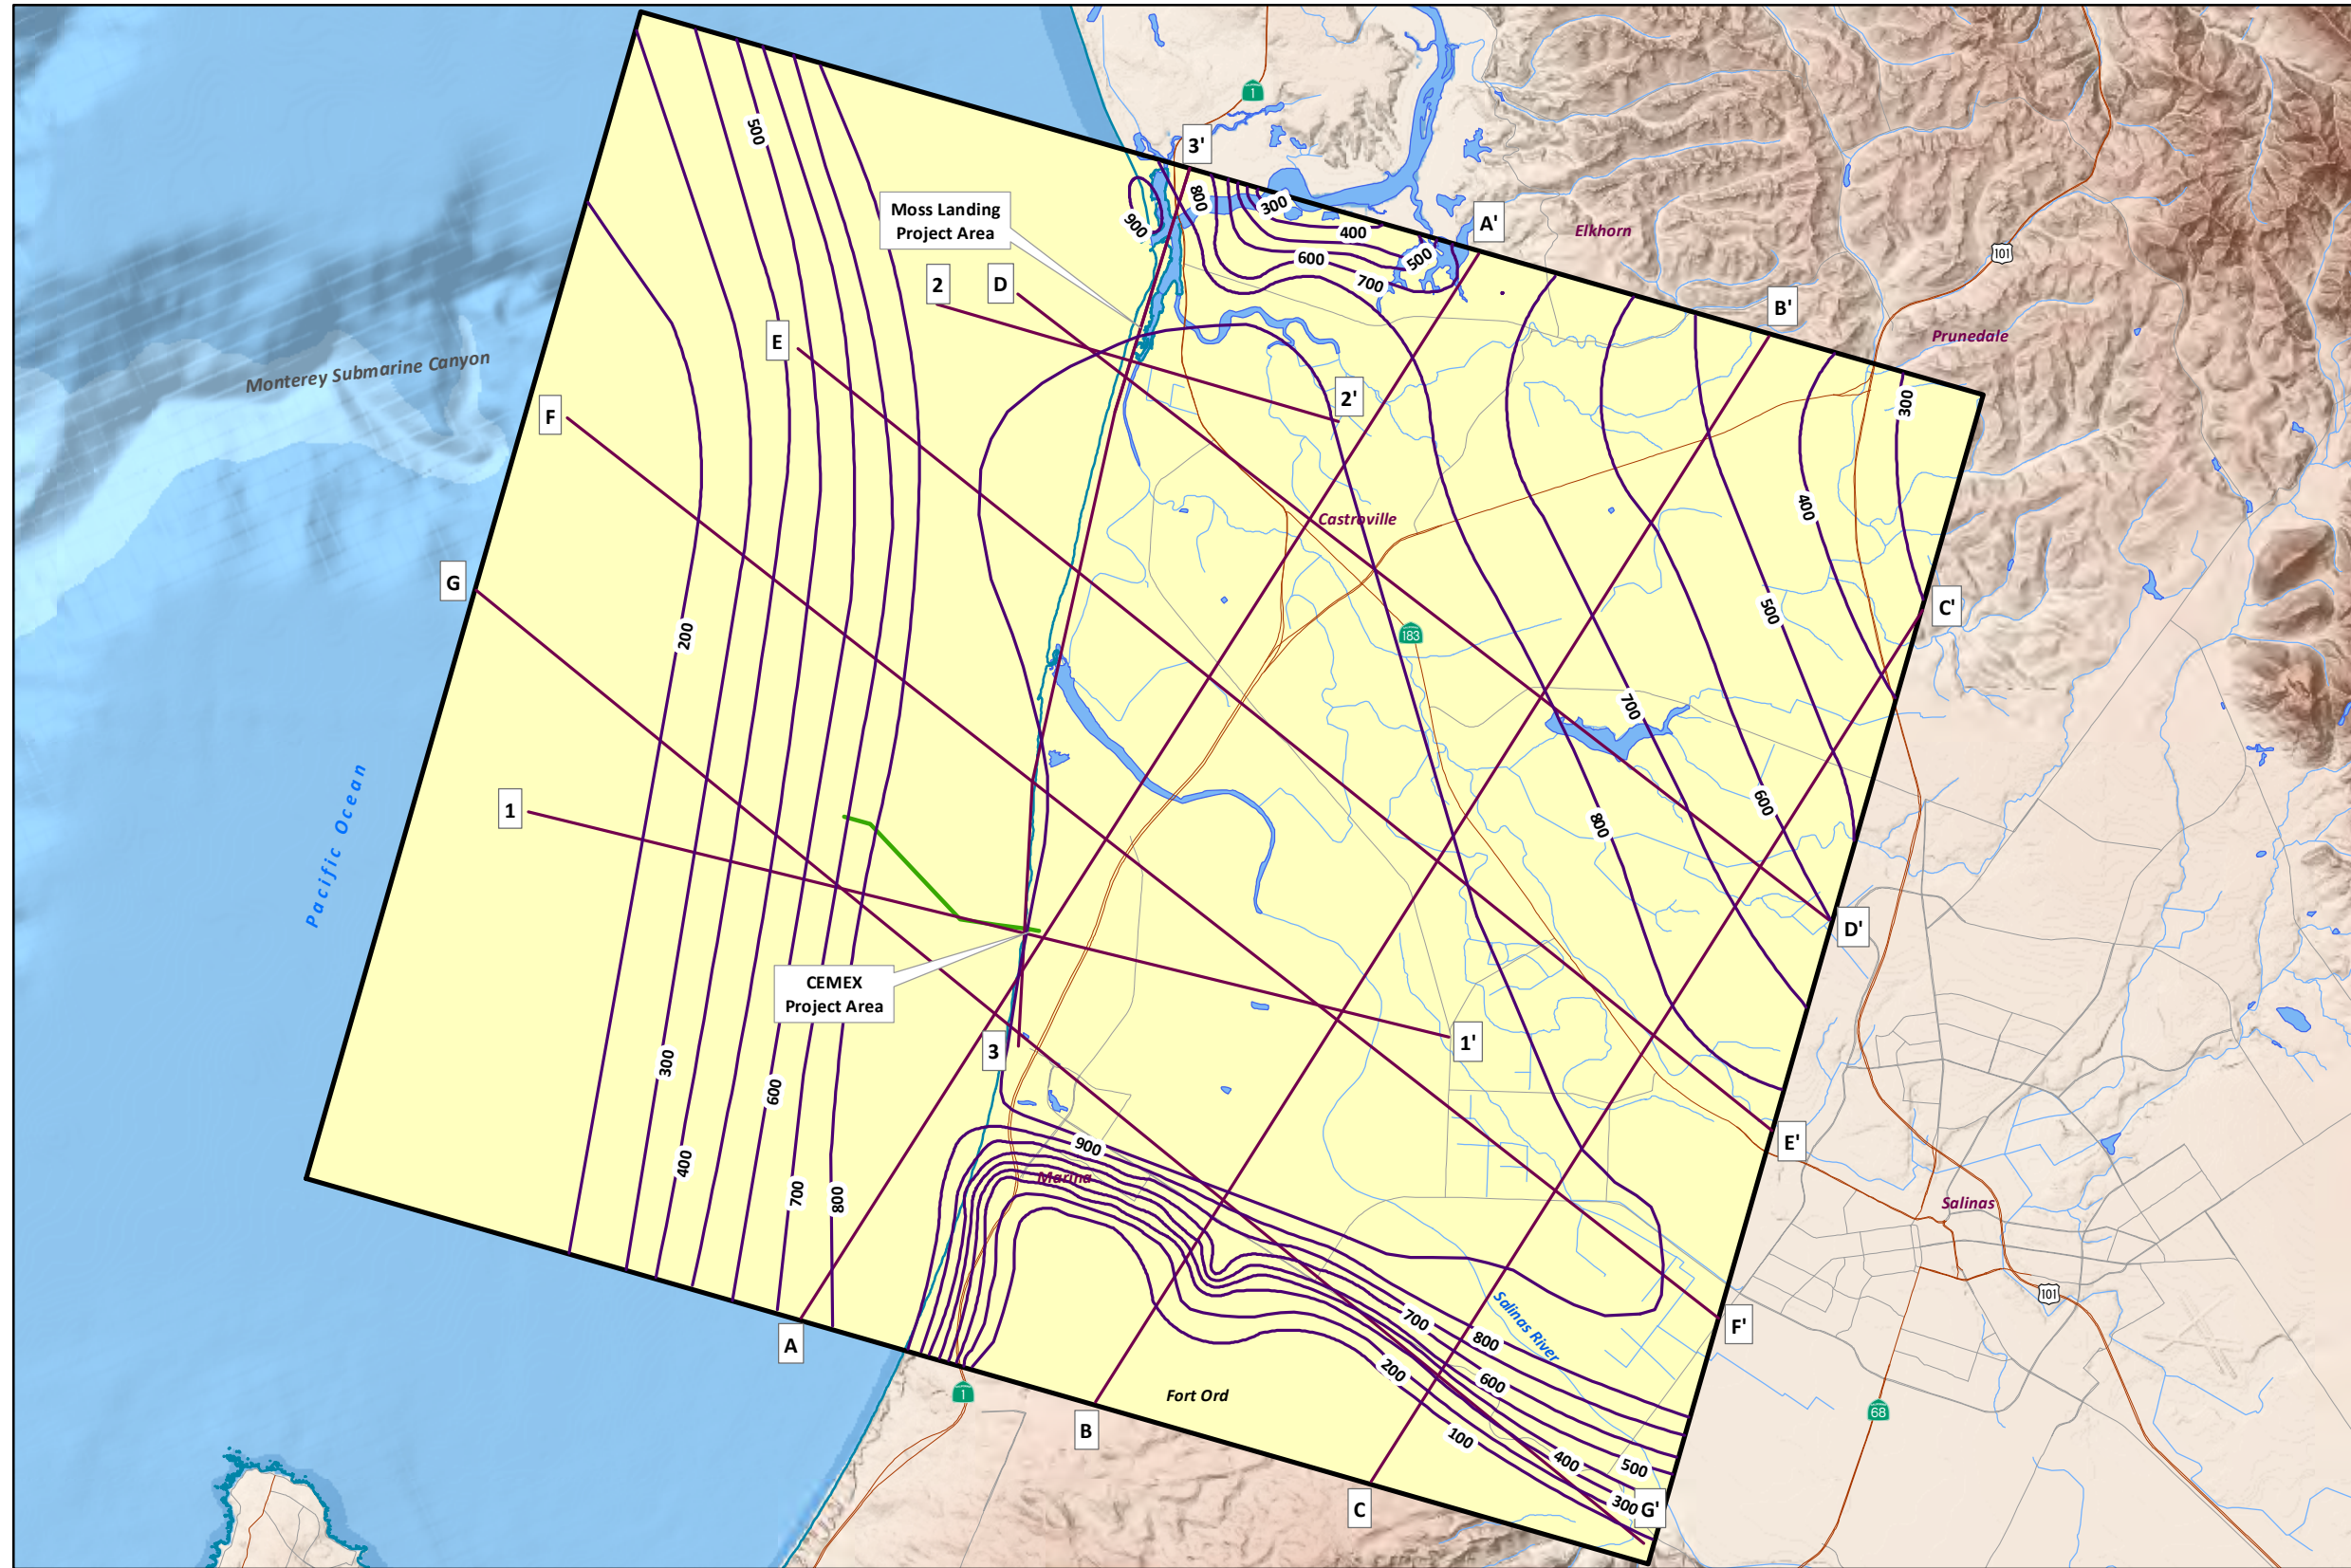 1
3'
800
300
900
Moss Landing
Project Area
400
A'
Elkhorn
500
600
500
700
101
2
D
B'
Prunedale
E
Monterey Submarine Canyon
2'
300
F
400
Castroville
G
C'
500
183
200
700
Pacific Ocean
1
600
800
D'
CEMEX
Project Area
3
1'
300
600
900
E'
400
Marina
700
800
Salinas
101
Salinas River
700
800
F'
A
200
600
1
Fort Ord
68
B
100
400
500
C
300
G'